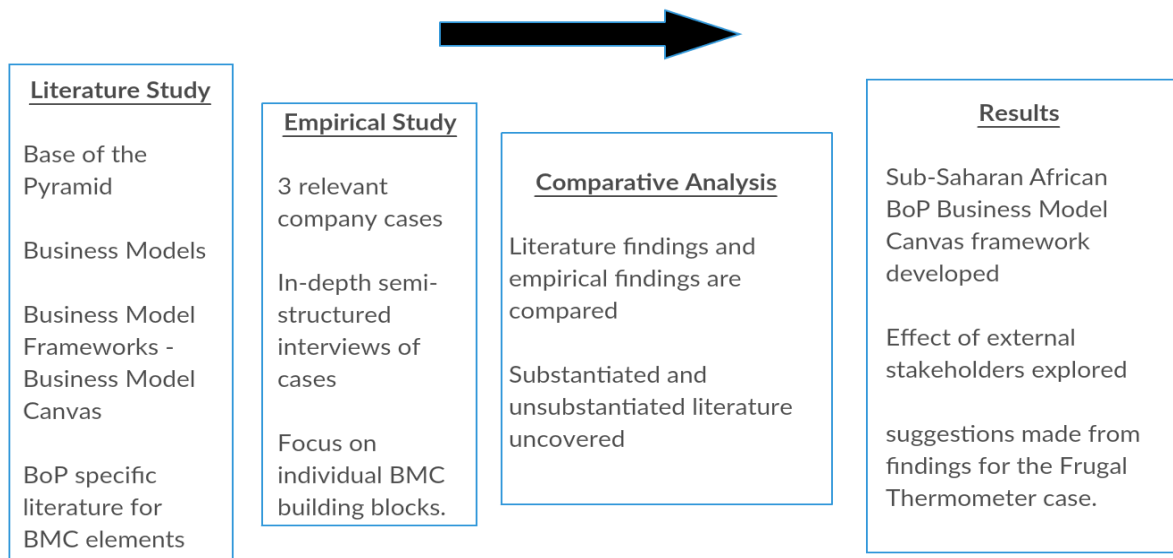 Literature Study
Base of the
Pyramid
Business Models
Business Model
Frameworks -
Business Model
Canvas
BoP specific
literature for
BMC elements
Empirical Study
3 relevant
company cases
In-depth semi-
structured
interviews of
cases
Focus on
individual BMC
building blocks.
Comparative Analysis
Literature findings and
empirical findings are
compared
Substantiated and
unsubstantiated literature
uncovered
Results
Sub-Saharan African
BoP Business Model
Canvas framework
developed
Effect of external
stakeholders explored
suggestions made from
findings for the Frugal
Thermometer case.